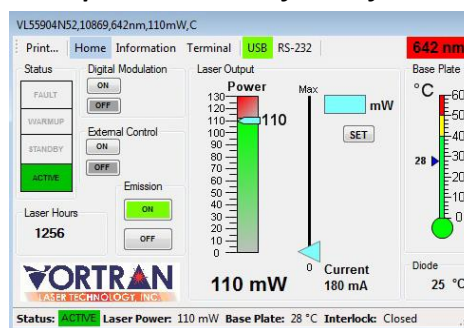 VL55904N52,10869,642nm,110mW,C
Print... Home Information Terminal USB RS-232 642 nm
Status
FAULT
WARMUP
STANDBY
ACTIVE
Laser Hours
1256
Digital Modulation
ON
OFF
External Control
ON
OFF
Emission
ON
OFF
Laser Output
Power
130
120
110
100
90
80
70
60
50
40
30
20
10
0
110
110 mW
Max
0
mW
SET
Current
180 mA
Base Plate
°C
60
50
40
30
20
10
0
28
Diode
25 °C
VORTRAN
LASER TECHNOLOGY, INC.
Status: ACTIVE Laser Power: 110 mW Base Plate: 28 °C Interlock: Closed